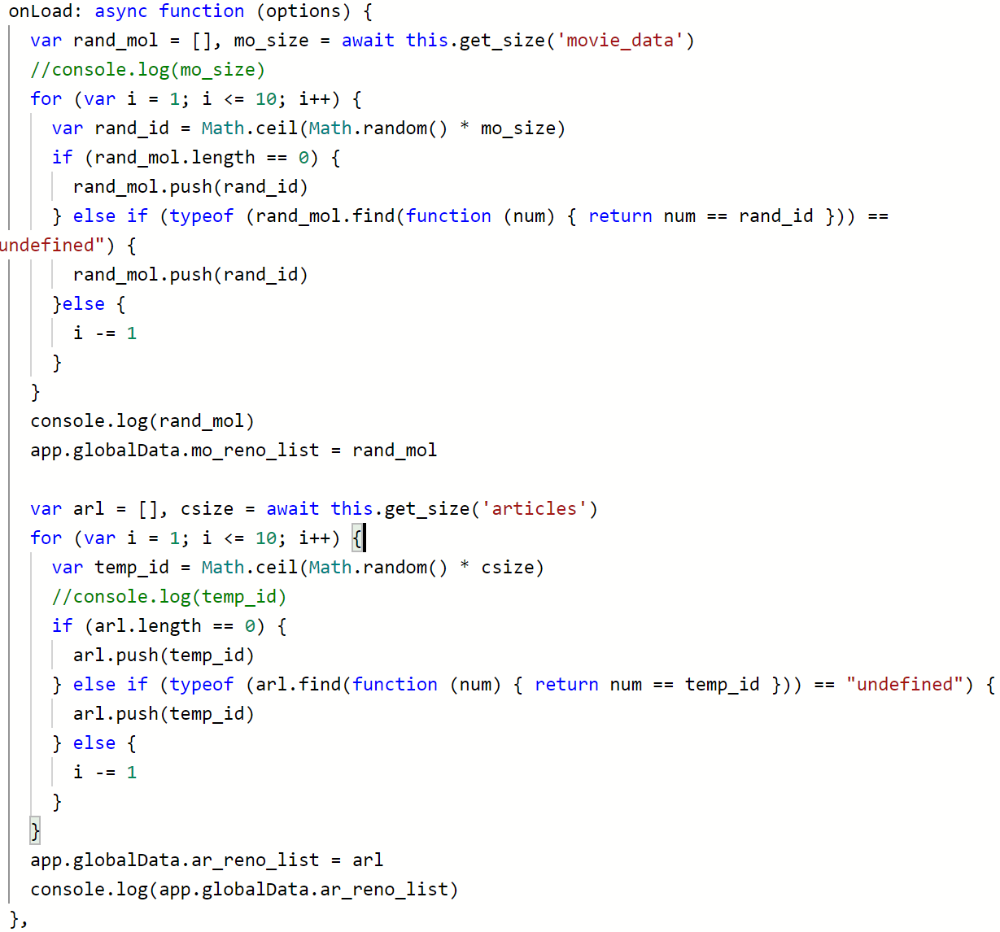 onLoad: async function (options) {
var rand_mol = [], mo_size = await this.get_size('movie_data')
//console.log(mo_size)
for (var i = 1; i <= 10; i++) {
var rand_id = Math.ceil(Math.random() * mo_size)
if (rand_mol.length == 0) {
rand_mol.push(rand_id)
} else if (typeof (rand_mol.find(function (num) { return num == rand_id })) ==
undefined") {
rand_mol.push(rand_id)
}else {
i -= 1
}
}
console.log(rand_mol)
app.globalData.mo_reno_list = rand_mol
var arl = [], csize = await this.get_size('articles')
for (var i = 1; i <= 10; i++) {
var temp_id = Math.ceil(Math.random() * csize)
//console.log(temp_id)
if (arl.length == 0) {
arl.push(temp_id)
} else if (typeof (arl.find(function (num) { return num == temp_id })) == "undefined") {
arl.push(temp_id)
} else {
i -= 1
}
}
app.globalData.ar_reno_list = arl
console.log(app.globalData.ar_reno_list)
},